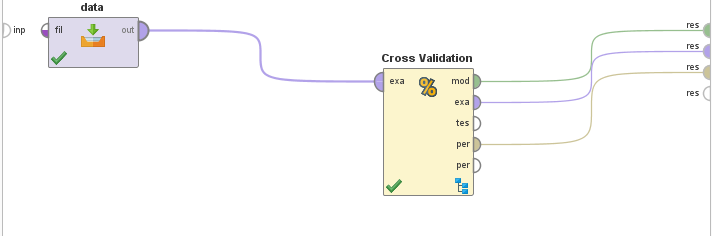 data
inp
fil
out
Cross Validation
exa
mod
exa
tes
per
per
res
res
res
res